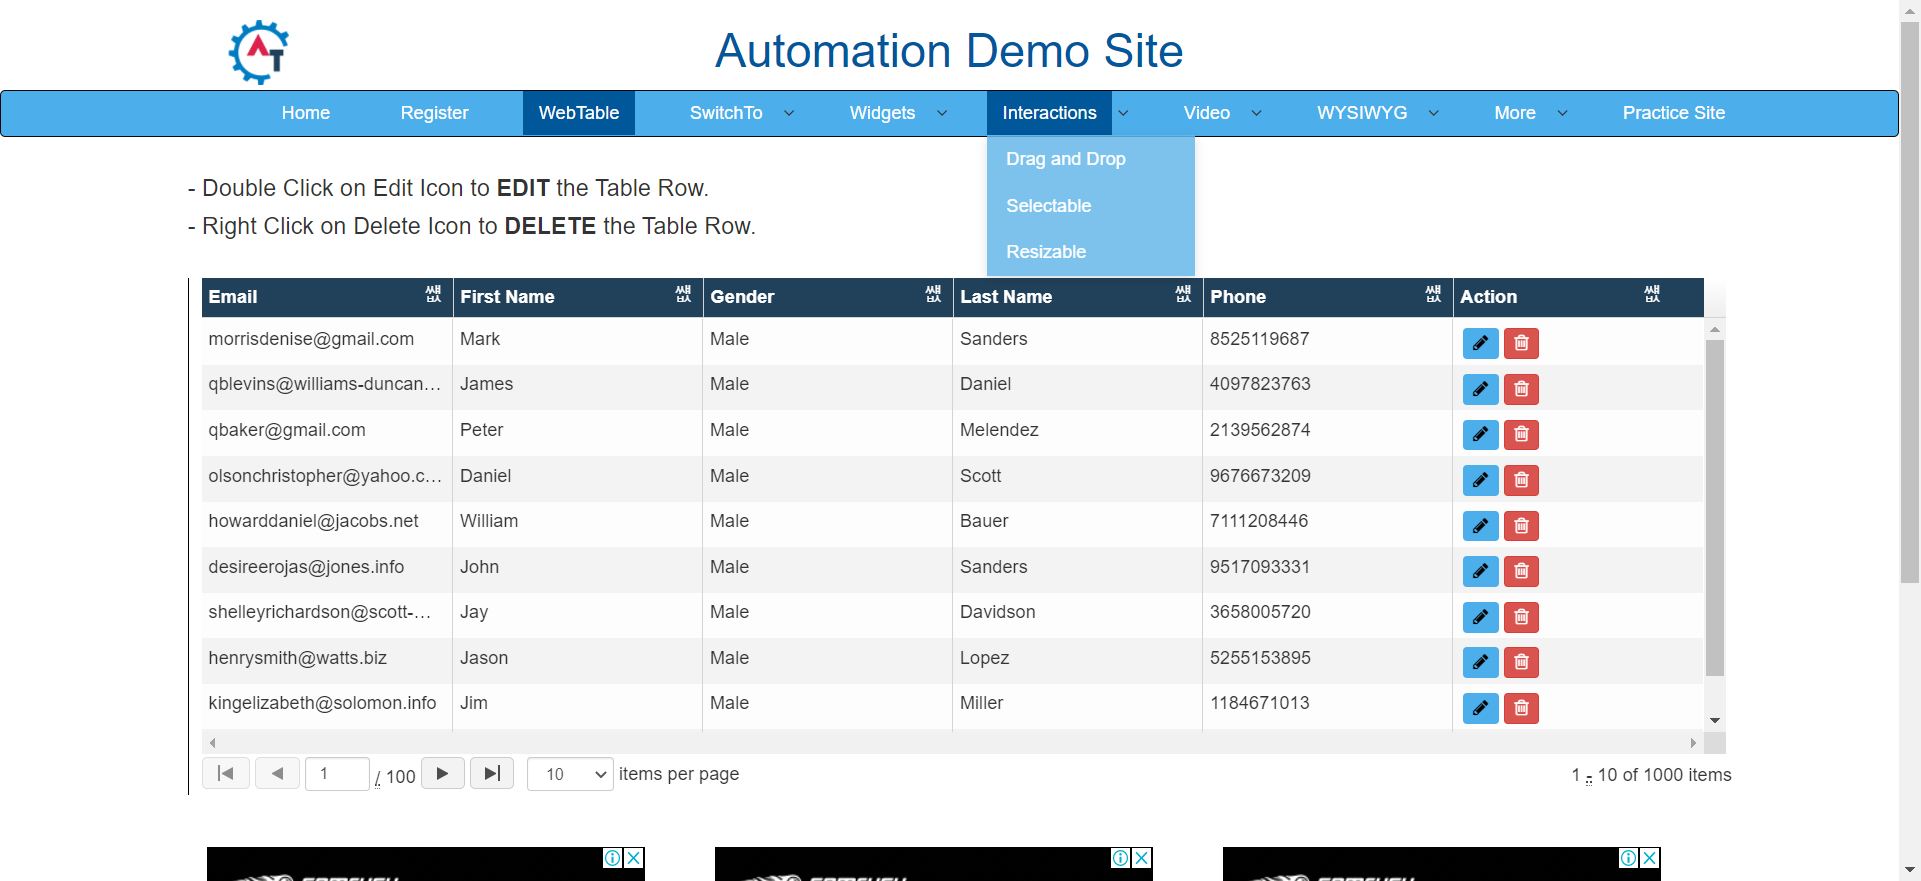 AT
Automation Demo Site
Home Register WebTable SwitchTo Widgets Interactions Video WYSIWYG More Practice Site
Drag and Drop
Selectable
Resizable
- Double Click on Edit Icon to EDIT the Table Row.
- Right Click on Delete Icon to DELETE the Table Row.
Email First Name Gender Last Name Phone Action
morrisdenise@gmail.com Mark Male Sanders 8525119687
qblevins@williams-duncan... James Male Daniel 4097823763
qbaker@gmail.com Peter Male Melendez 2139562874
olsonchristopher@yahoo.c... Daniel Male Scott 9676673209
howarddaniel@jacobs.net William Male Bauer 7111208446
desireerojas@jones.info John Male Sanders 9517093331
shelleyrichardson@scott-... Jay Male Davidson 3658005720
henrysmith@watts.biz Jason Male Lopez 5255153895
kingelizabeth@solomon.info Jim Male Miller 1184671013
1 / 100 10 items per page 1 - 10 of 1000 items